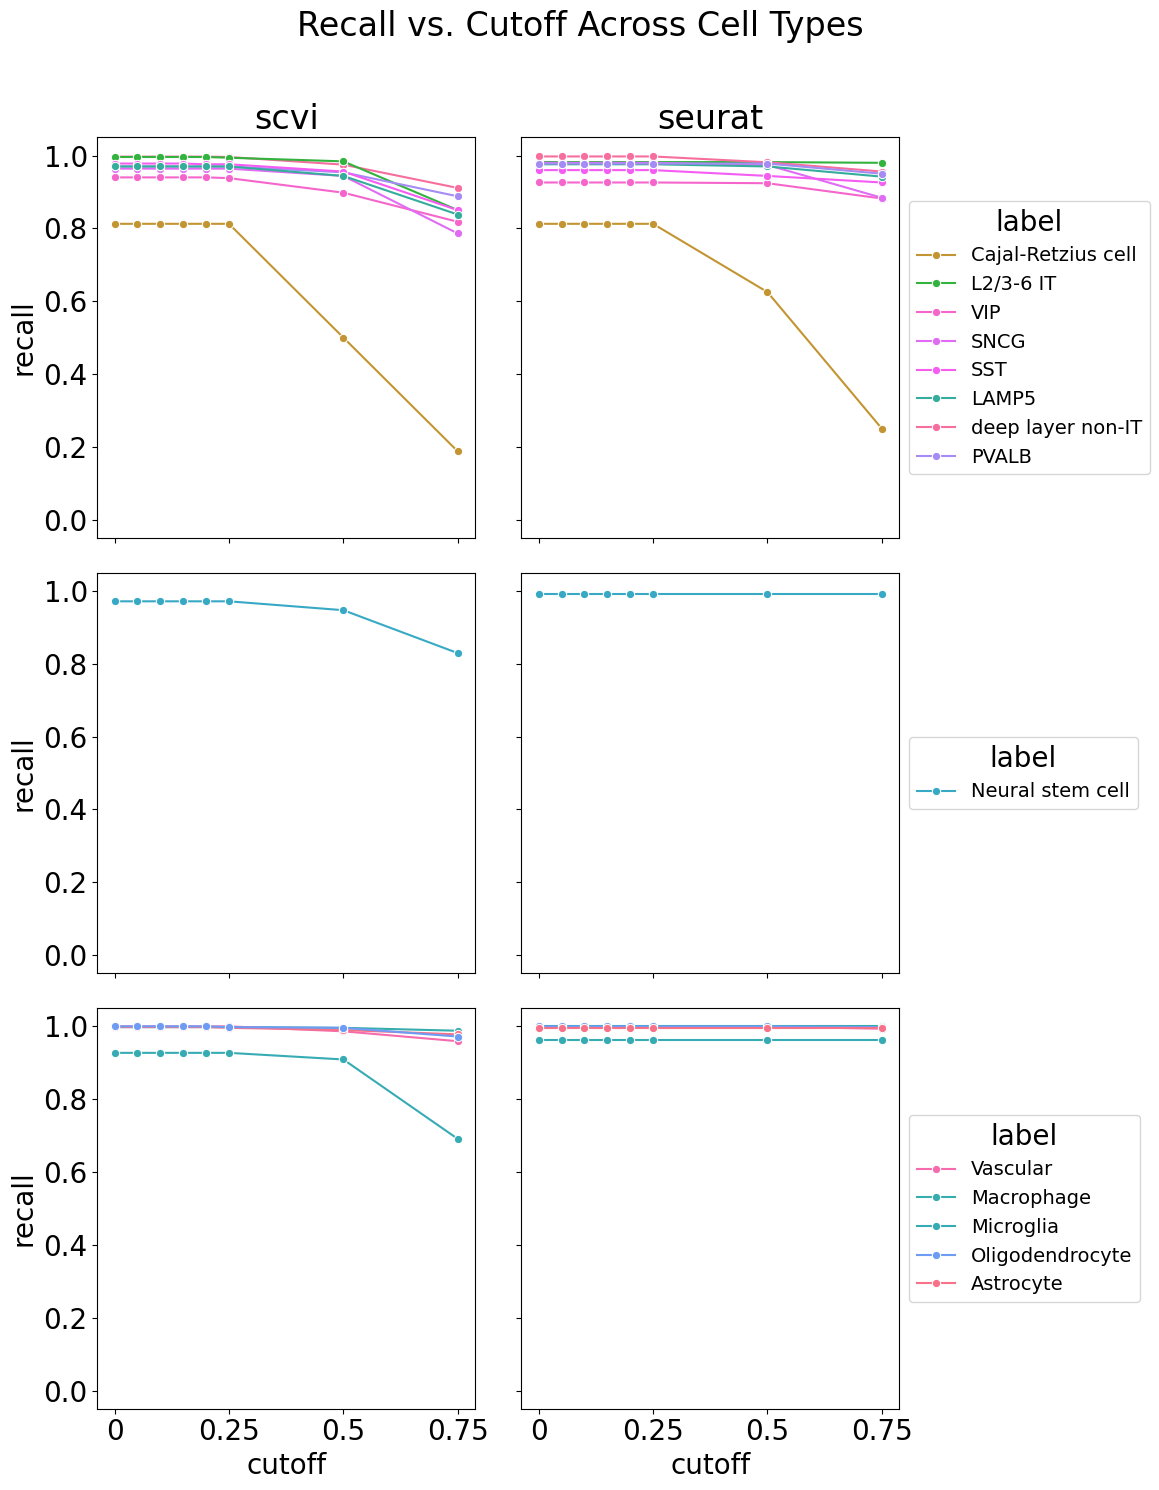 Recall vs. Cutoff Across Cell Types
scvi
seurat
1.0
0.8
0.6
0.4
0.2
0.0
recall
label
Cajal-Retzius cell
L2/3-6 IT
VIP
SNCG
SST
LAMP5
deep layer non-IT
PVALB
1.0
0.8
0.6
0.4
0.2
0.0
recall
label
Neural stem cell
1.0
0.8
0.6
0.4
0.2
0.0
recall
label
Vascular
Macrophage
Microglia
Oligodendrocyte
Astrocyte
0 0.25 0.5 0.75
cutoff
0 0.25 0.5 0.75
cutoff